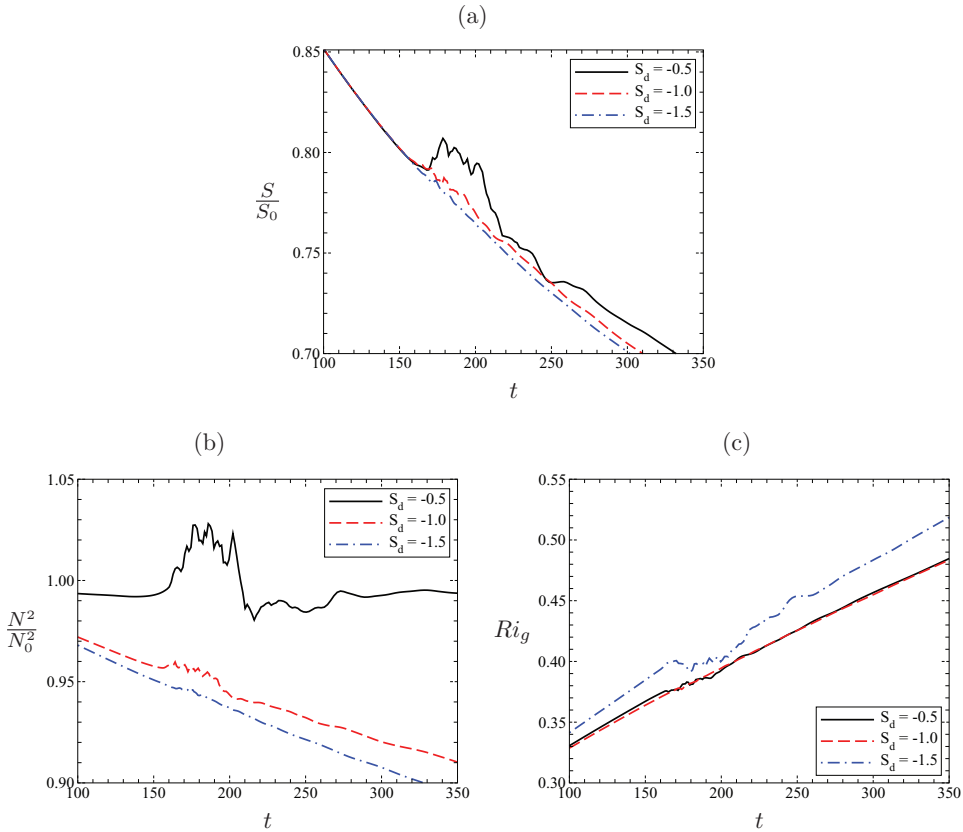 (a)
0.85
0.80
0.75
0.70
S
S0
S_d = -0.5
S_d = -1.0
S_d = -1.5
100 150 200 250 300 350
t
(b)
1.05
1.00
0.95
0.90
N^2
N_0^2
S_d = -0.5
S_d = -1.0
S_d = -1.5
100 150 200 250 300 350
t
(c)
0.55
0.50
0.45
0.40
0.35
0.30
Ri_g
S_d = -0.5
S_d = -1.0
S_d = -1.5
100 150 200 250 300 350
t